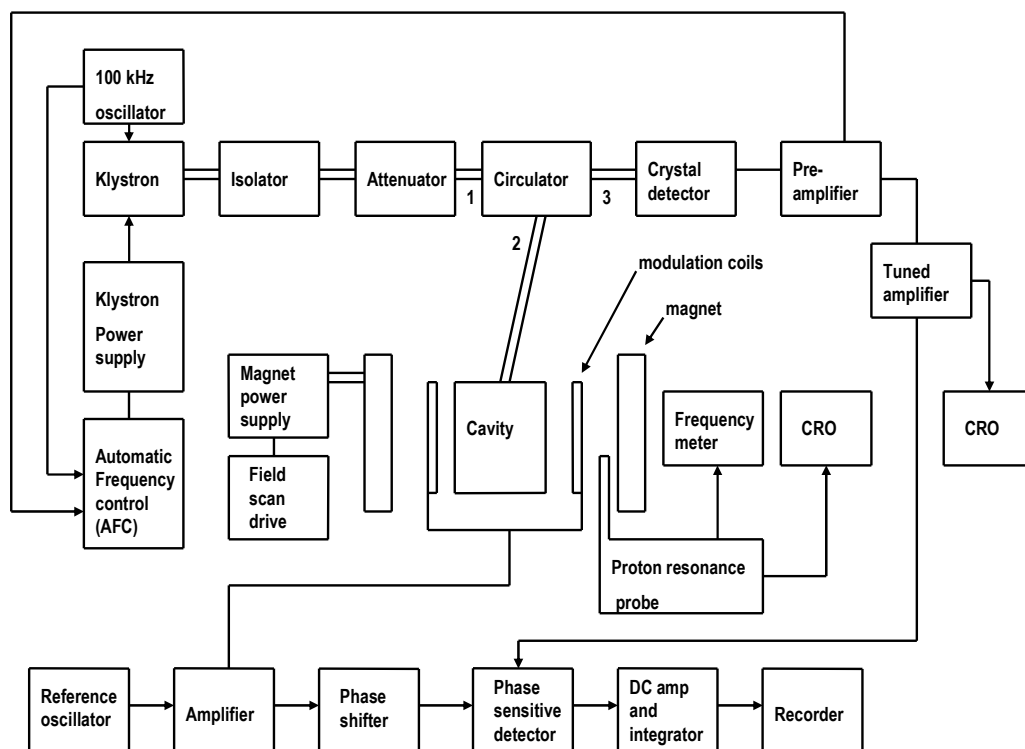 100 kHz
oscillator
Klystron
Isolator
Attenuator
1
Circulator
3
Crystal
detector
Pre-
amplifier
2
Tuned
amplifier
modulation coils
magnet
Klystron
Power
supply
Magnet
power
supply
Cavity
Frequency
meter
CRO
CRO
Automatic
Frequency
control
(AFC)
Field
scan
drive
Proton resonance
probe
Reference
oscillator
Amplifier
Phase
shifter
Phase
sensitive
detector
DC amp
and
integrator
Recorder